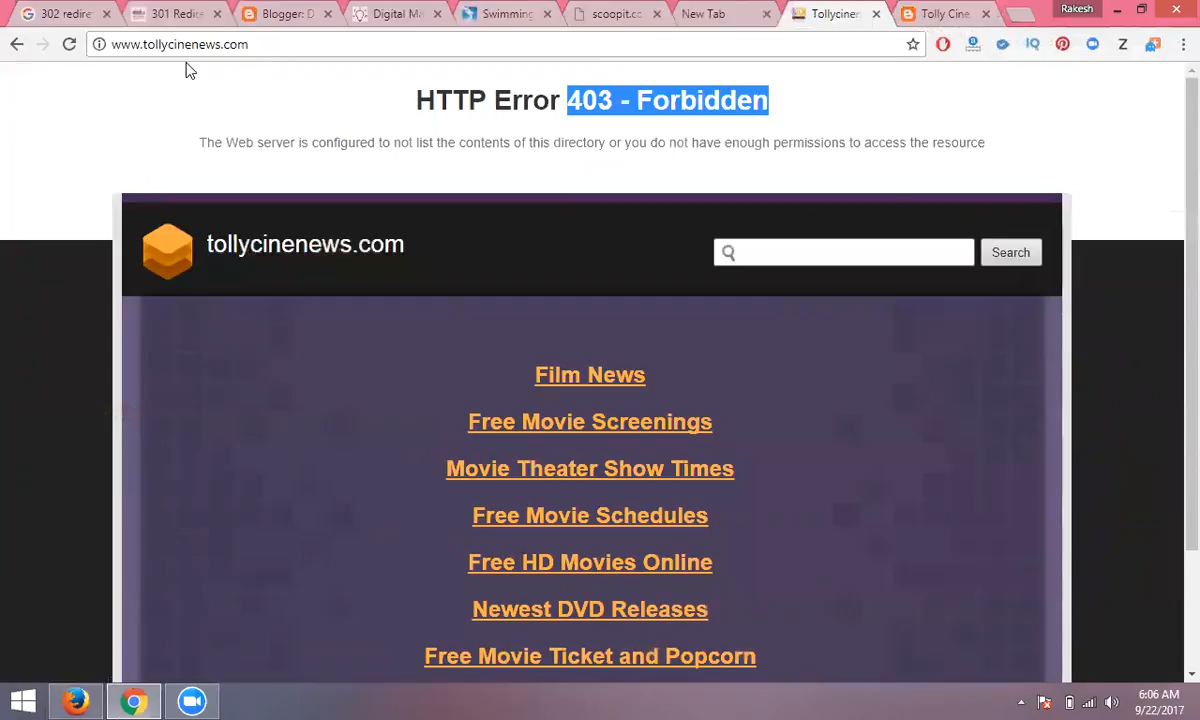 302 redire
301 Redite
Blogger: D
Digital Ma
Swimming
scoopit.cc
New Tab
Tollyciner
Tolly Cine
Rakesh
www.tollycinenews.com
HTTP Error 403 - Forbidden
The Web server is configured to not list the contents of this directory or you do not have enough permissions to access the resource
tollycinenews.com
Search
Film News
Free Movie Screenings
Movie Theater Show Times
Free Movie Schedules
Free HD Movies Online
Newest DVD Releases
Free Movie Ticket and Popcorn
6:06 AM
9/22/2017